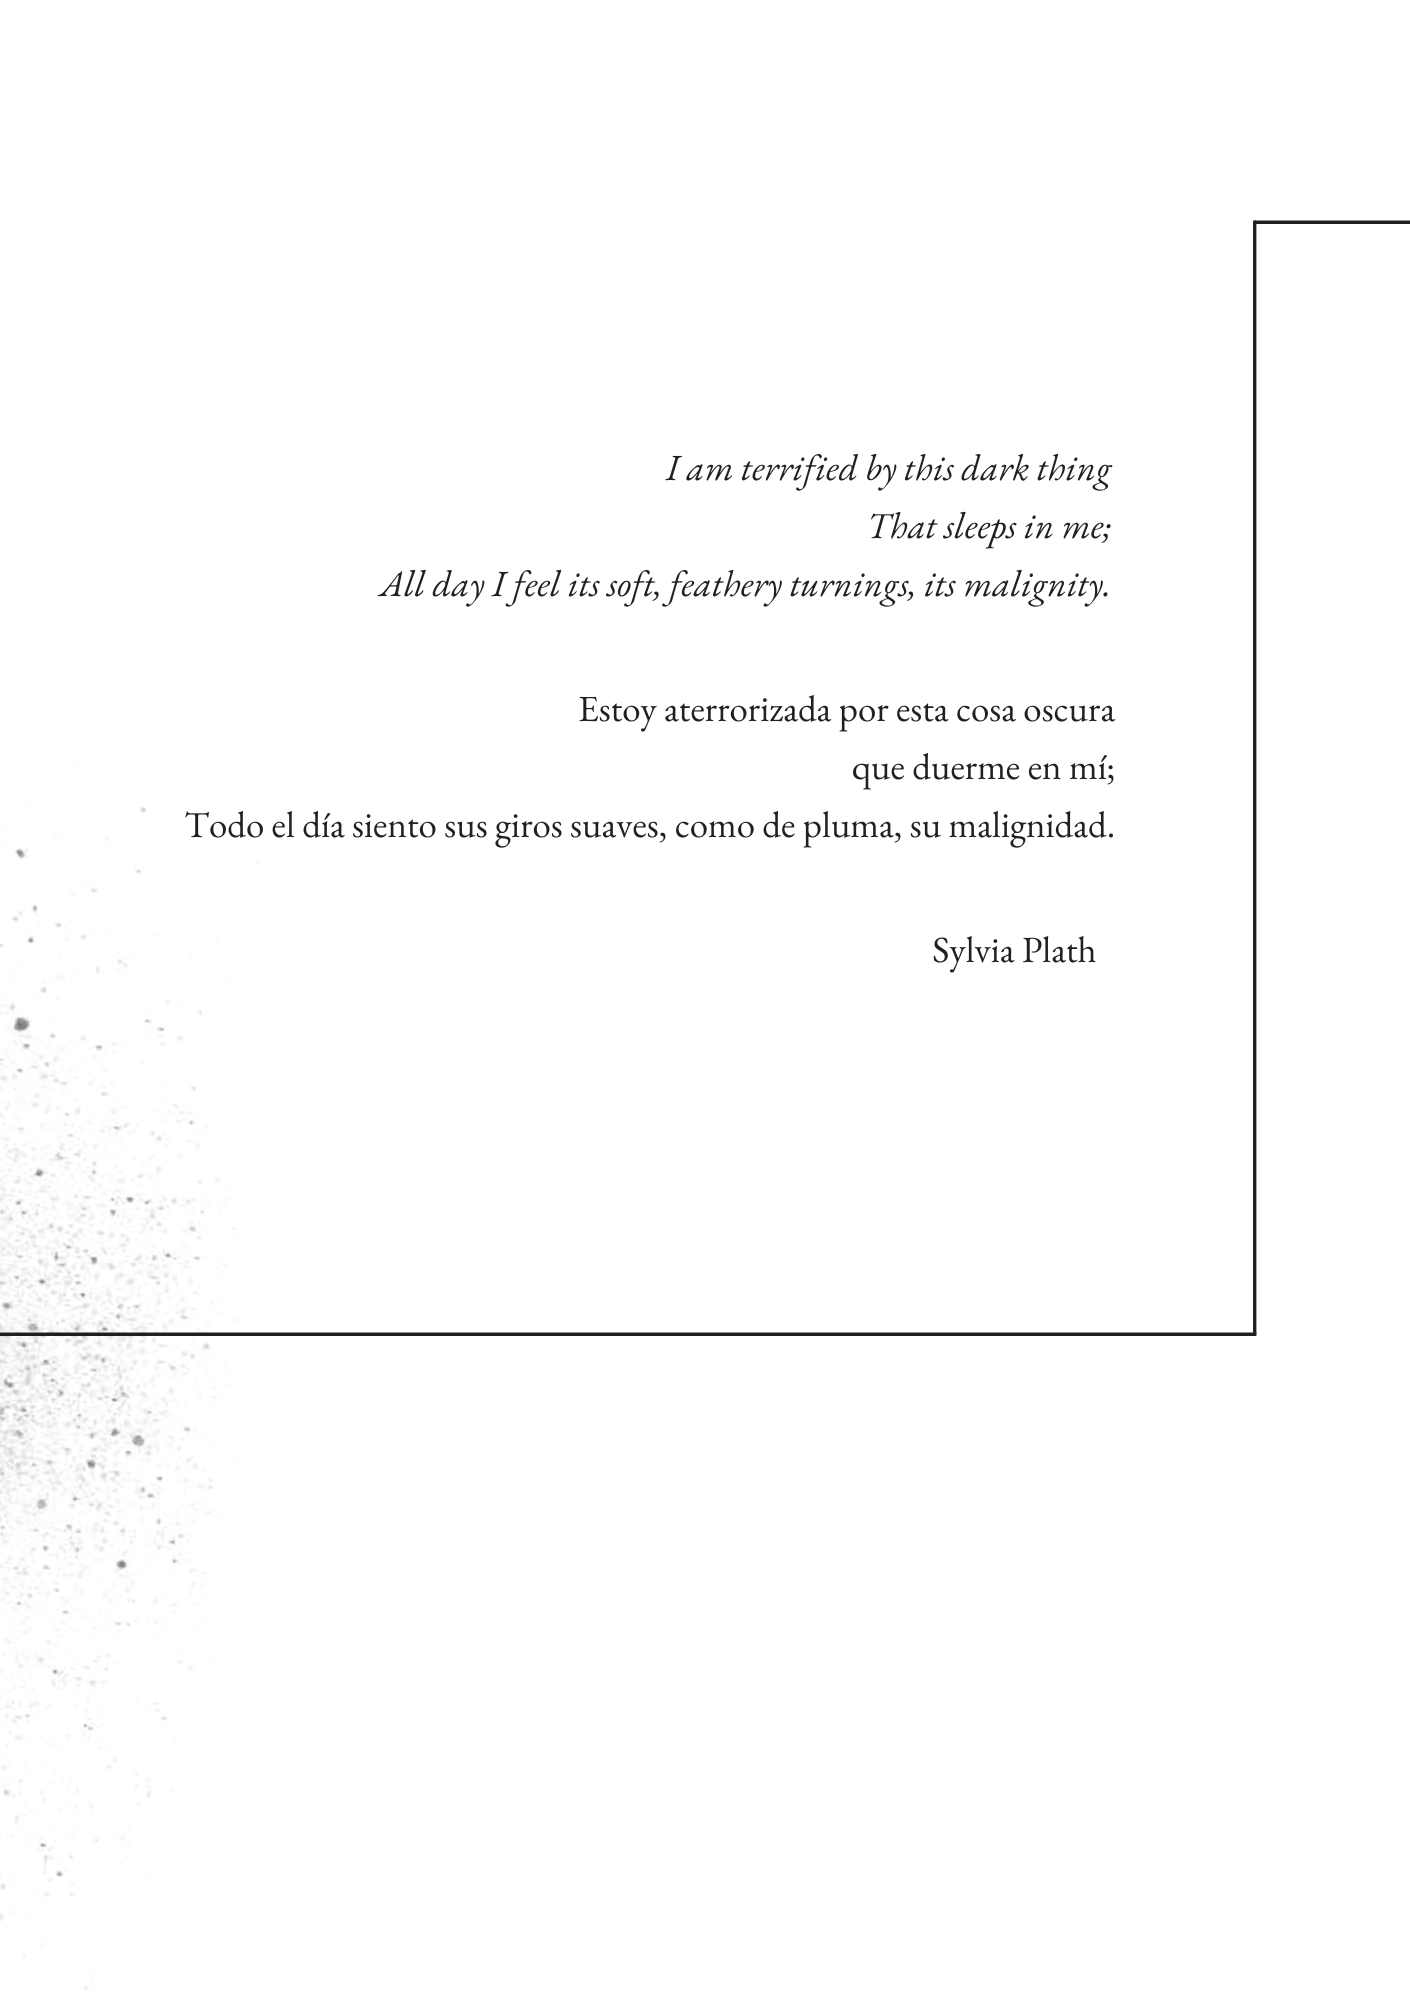 I am terrified by this dark thing
That sleeps in me;
All day I feel its soft, feathery turnings, its malignity.
Estoy aterrorizada por esta cosa oscura
que duerme en mí;
Todo el día siento sus giros suaves, como de pluma, su malignidad.
Sylvia Plath